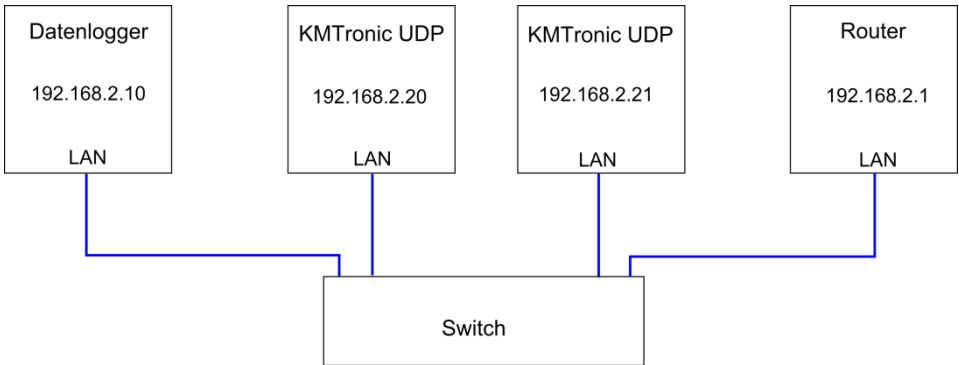 Datenlogger
192.168.2.10
LAN
KMTronic UDP
192.168.2.20
LAN
KMTronic UDP
192.168.2.21
LAN
Router
192.168.2.1
LAN
Switch